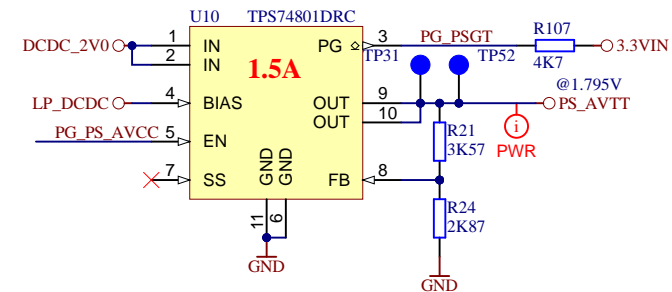 U10 TPS74801DRC
DCDC_2V0
1
IN
2
IN
PG
3
PG_PSGT
R107
4K7
3.3VIN
1.5A
TP31
TP52
@1.795V
LP_DCDC
4
BIAS
OUT
9
PS_AVTT
OUT
10
i
PWR
PG_PS_AVCC
5
EN
R21
3K57
7
SS
GND
GND
FB
8
R24
2K87
11
6
GND
GND